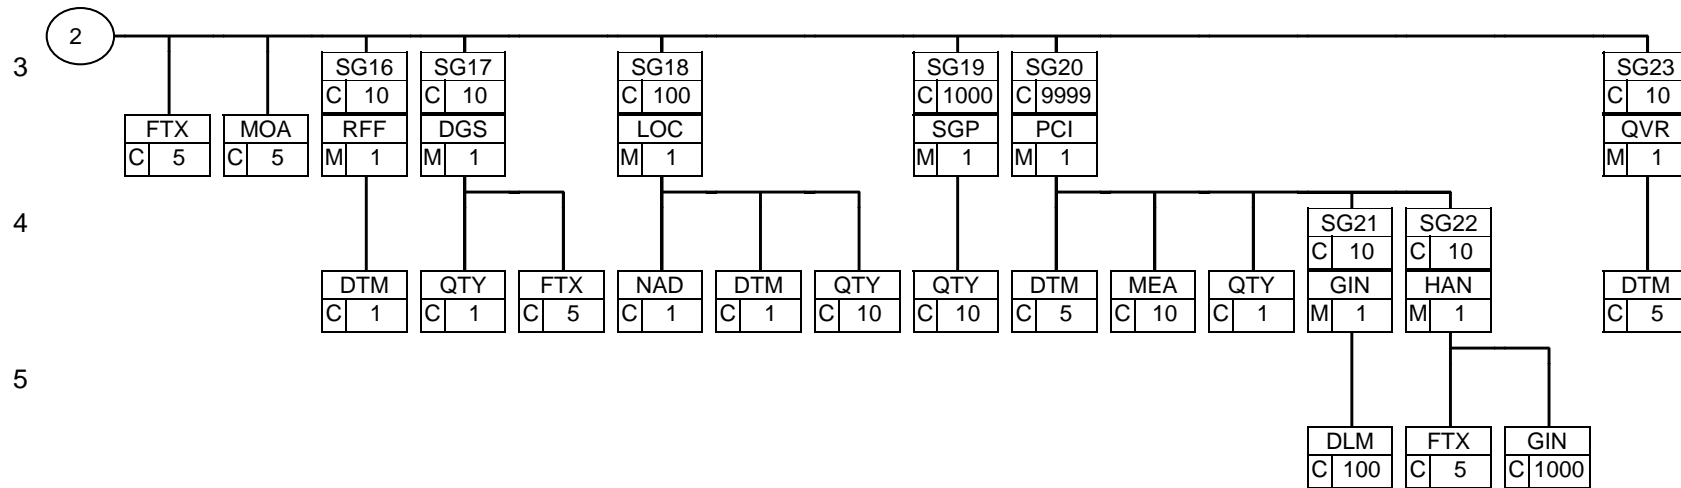 2
3 SG16 SG17 SG18 SG19 SG20 SG23
C 10 C 10 C 100 C 1000 C 9999 C 10
FTX MOA RFF DGS LOC SGP PCI QVR
C 5 C 5 M 1 M 1 M 1 M 1 M 1 M 1
4 SG21 SG22
C 10 C 10
DTM QTY FTX NAD DTM QTY QTY DTM MEA QTY GIN HAN DTM
C 1 C 1 C 5 C 1 C 1 C 10 C 10 C 5 C 10 C 1 M 1 M 1 C 5
5
DLM FTX GIN
C 100 C 5 C 1000